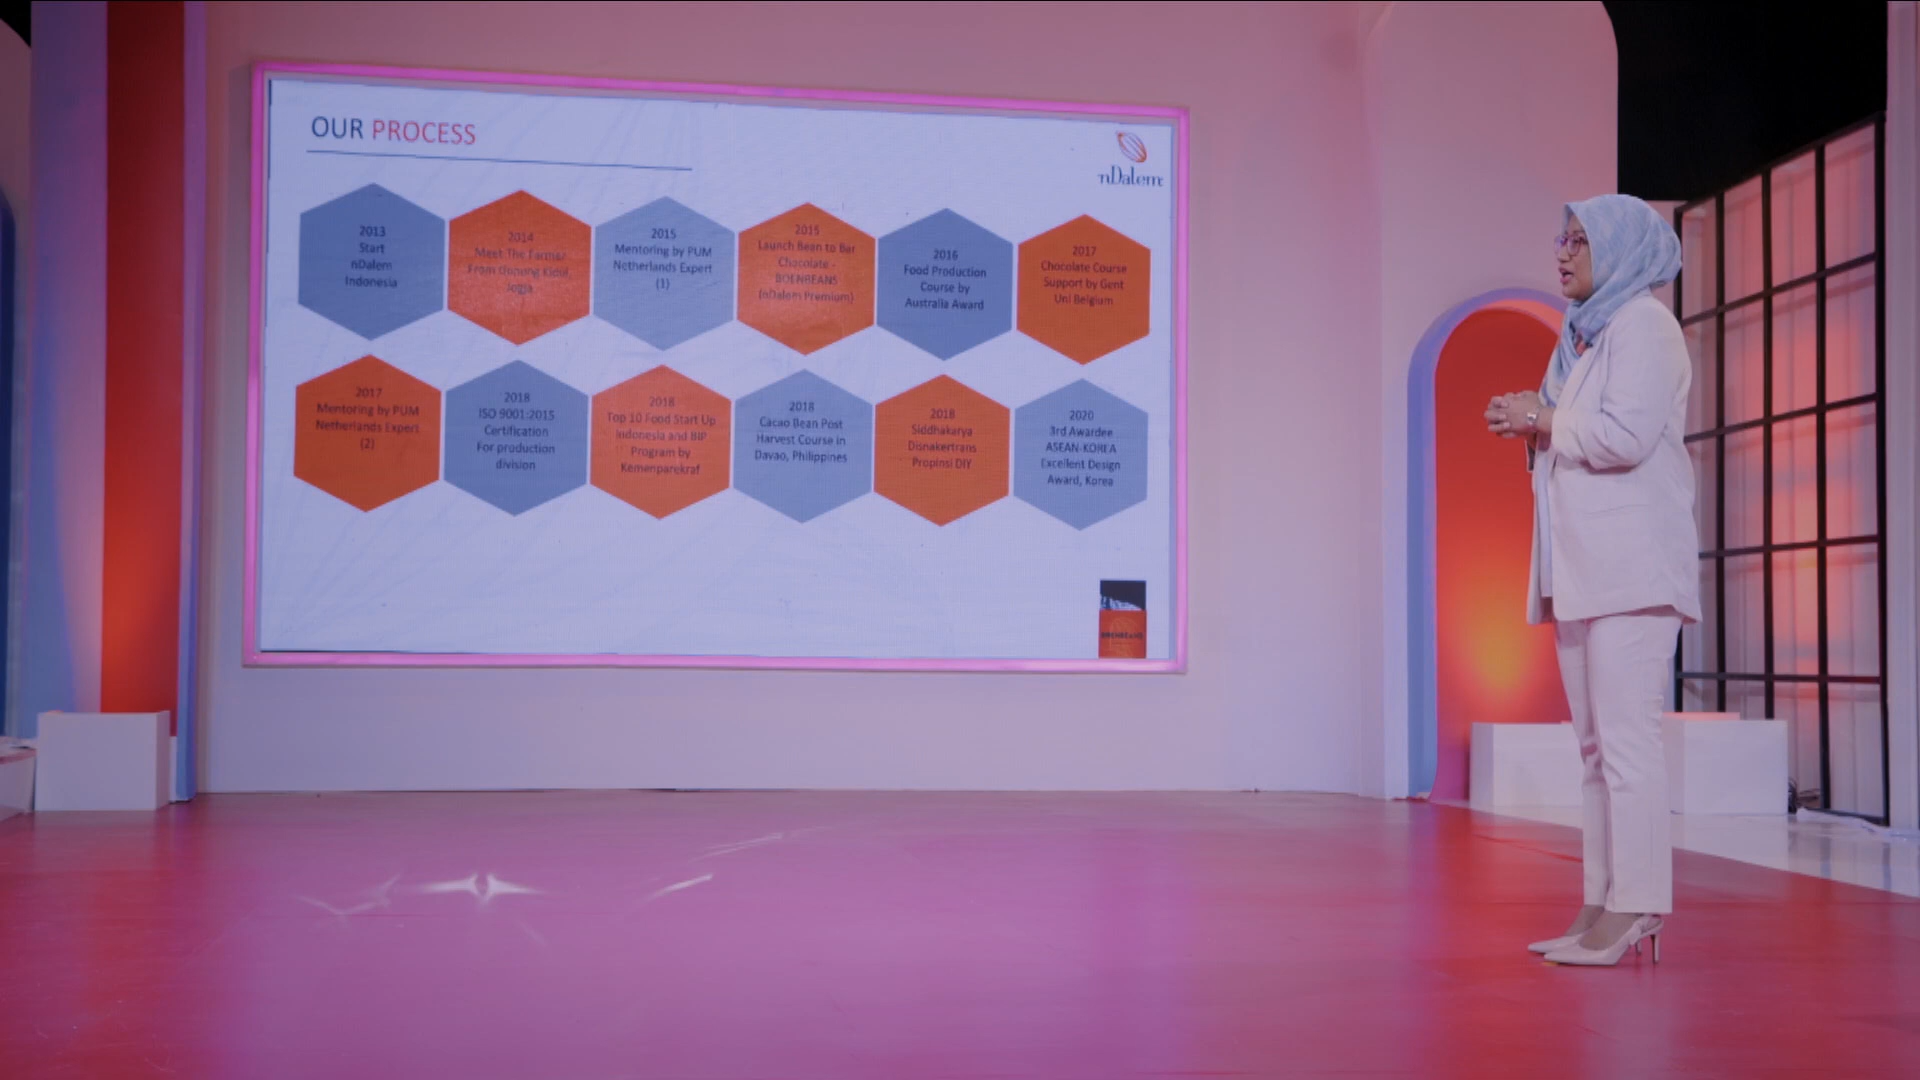 OUR PROCESS
nDalem
2013
Start
nDalem
Indonesia
2014
Meet The Farmer
From Gunung Kidul,
Jogja
2015
Mentoring by PUM
Netherlands Expert
(1)
2015
Launch Bean to Bar
Chocolate -
BOENBEANS
(nDalem Premium)
2016
Food Production
Course by
Australia Award
2017
Chocolate Course
Support by Gent
Uni Belgium
2017
Mentoring by PUM
Netherlands Expert
(2)
2018
ISO 9001:2015
Certification
For production
division
2018
Top 10 Food Start Up
Indonesia and BIP
Program by
Kemenparekraf
2018
Cacao Bean Post
Harvest Course in
Davao, Philippines
2018
Siddhakarya
Disnakertrans
Propinsi DIY
2020
3rd Awardee
ASEAN-KOREA
Excellent Design
Award, Korea